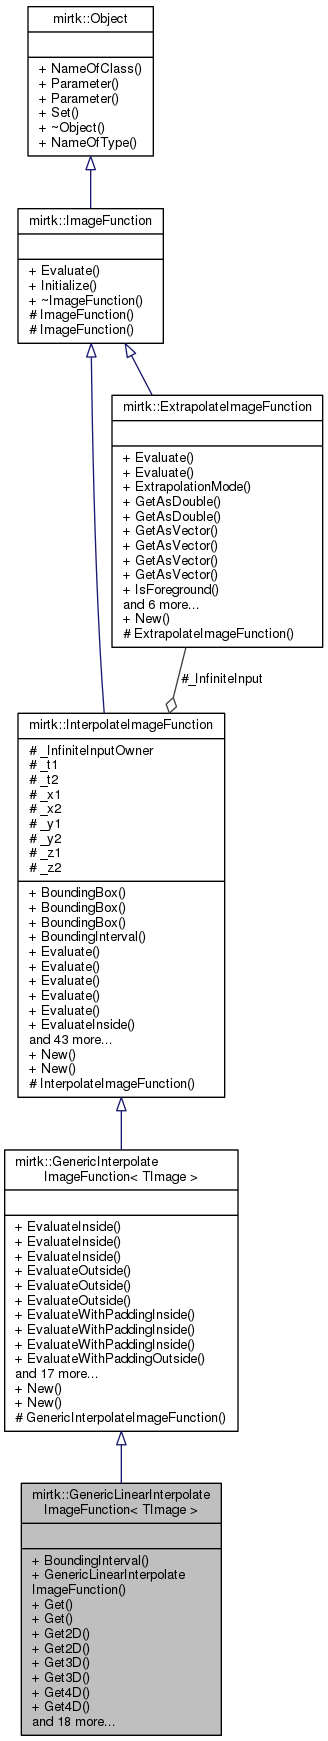 mirtk::Object
+ NameOfClass()
+ Parameter()
+ Parameter()
+ Set()
+ ~Object()
+ NameOfType()
mirtk::ImageFunction
+ Evaluate()
+ Initialize()
+ ~ImageFunction()
# ImageFunction()
# ImageFunction()
mirtk::ExtrapolateImageFunction
+ Evaluate()
+ Evaluate()
+ ExtrapolationMode()
+ GetAsDouble()
+ GetAsDouble()
+ GetAsVector()
+ GetAsVector()
+ GetAsVector()
+ GetAsVector()
+ IsForeground()
and 6 more...
+ New()
# ExtrapolateImageFunction()
#_InfiniteInput
mirtk::InterpolateImageFunction
# _InfiniteInputOwner
# _t1
# _t2
# _x1
# _x2
# _y1
# _y2
# _z1
# _z2
+ BoundingBox()
+ BoundingBox()
+ BoundingBox()
+ BoundingInterval()
+ Evaluate()
+ Evaluate()
+ Evaluate()
+ Evaluate()
+ Evaluate()
+ EvaluateInside()
and 43 more...
+ New()
+ New()
# InterpolateImageFunction()
mirtk::GenericInterpolate
ImageFunction< TImage >
+ EvaluateInside()
+ EvaluateInside()
+ EvaluateInside()
+ EvaluateOutside()
+ EvaluateOutside()
+ EvaluateOutside()
+ EvaluateWithPaddingInside()
+ EvaluateWithPaddingInside()
+ EvaluateWithPaddingInside()
+ EvaluateWithPaddingOutside()
and 17 more...
+ New()
+ New()
# GenericInterpolateImageFunction()
mirtk::GenericLinearInterpolate
ImageFunction< TImage >
+ BoundingInterval()
+ GenericLinearInterpolate
ImageFunction()
+ Get()
+ Get()
+ Get2D()
+ Get2D()
+ Get3D()
+ Get3D()
+ Get4D()
+ Get4D()
and 18 more...